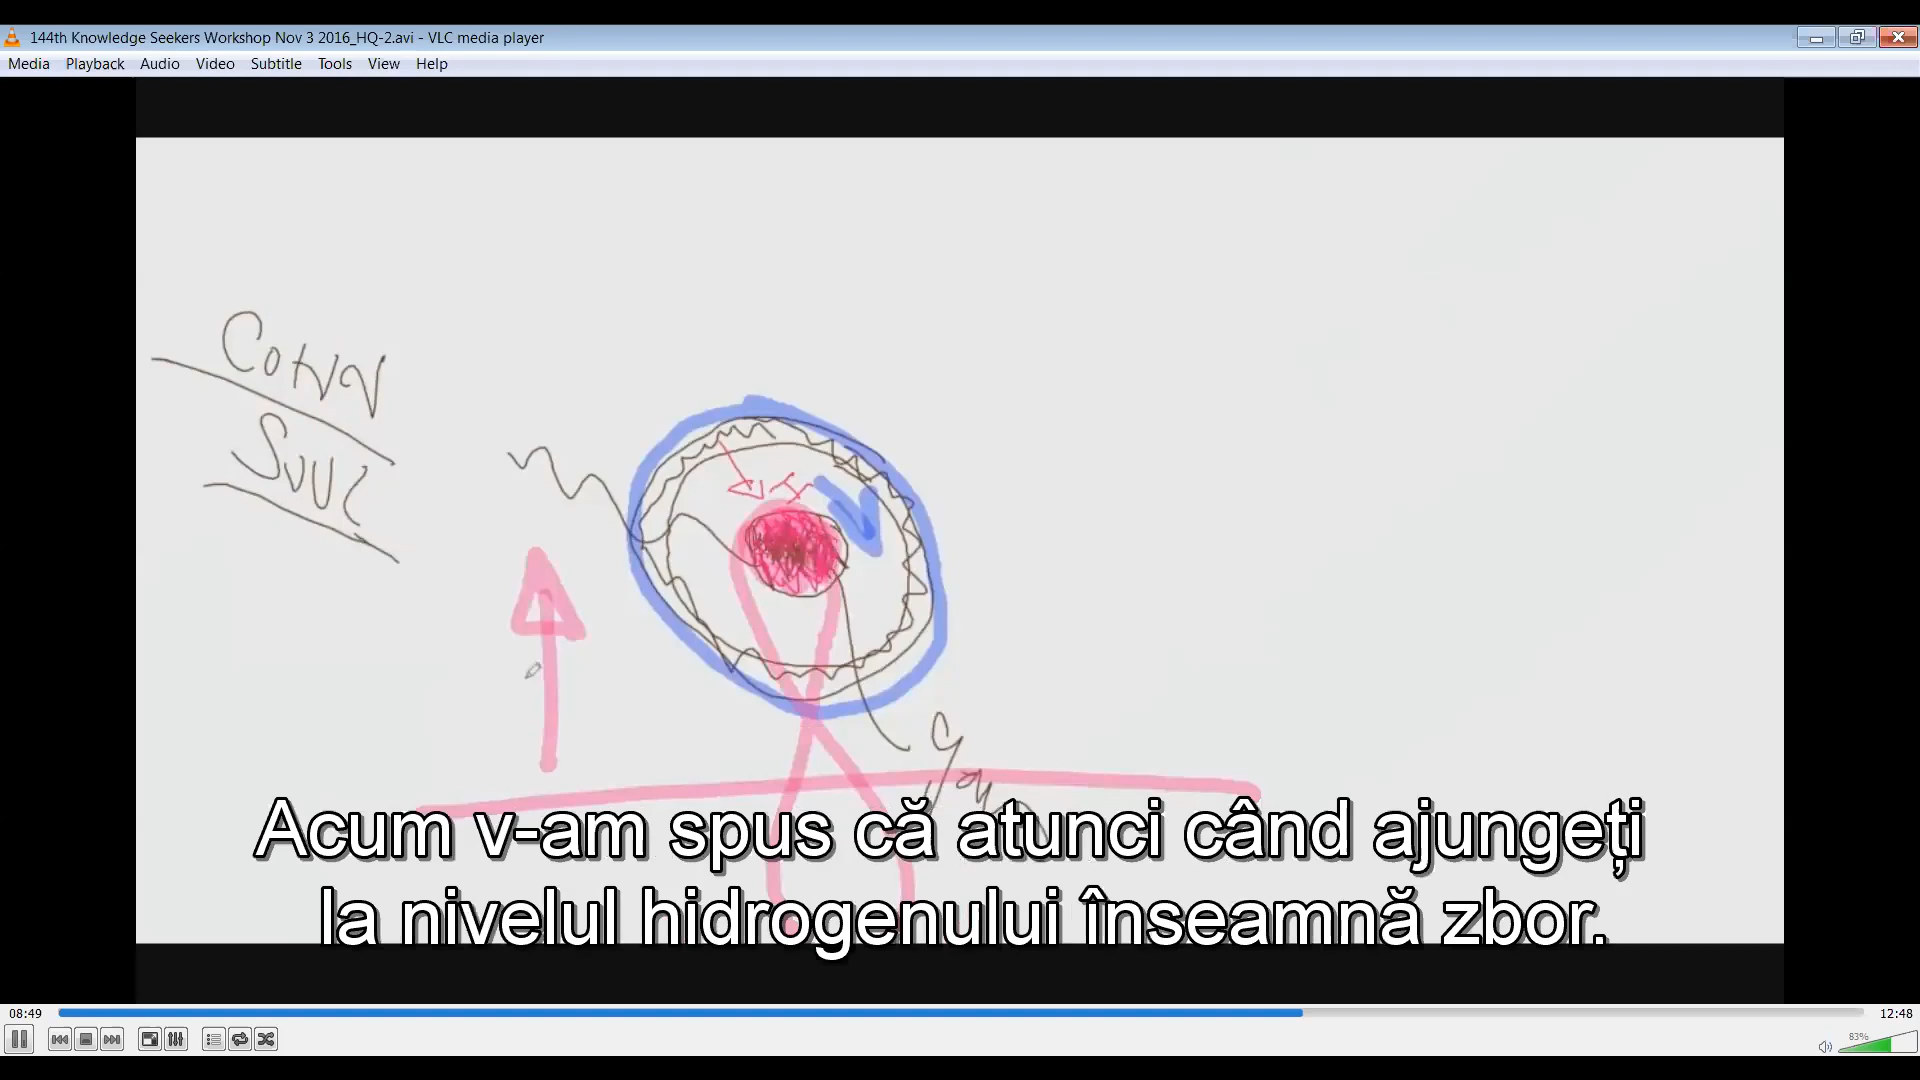 144th Knowledge Seekers Workshop Nov 3 2016_HQ-2.avi - VLC media player
Media Playback Audio Video Subtitle Tools View Help
Acum v-am spus că atunci când ajungeți
la nivelul hidrogenului înseamnă zbor.
08:49 12:48
83%